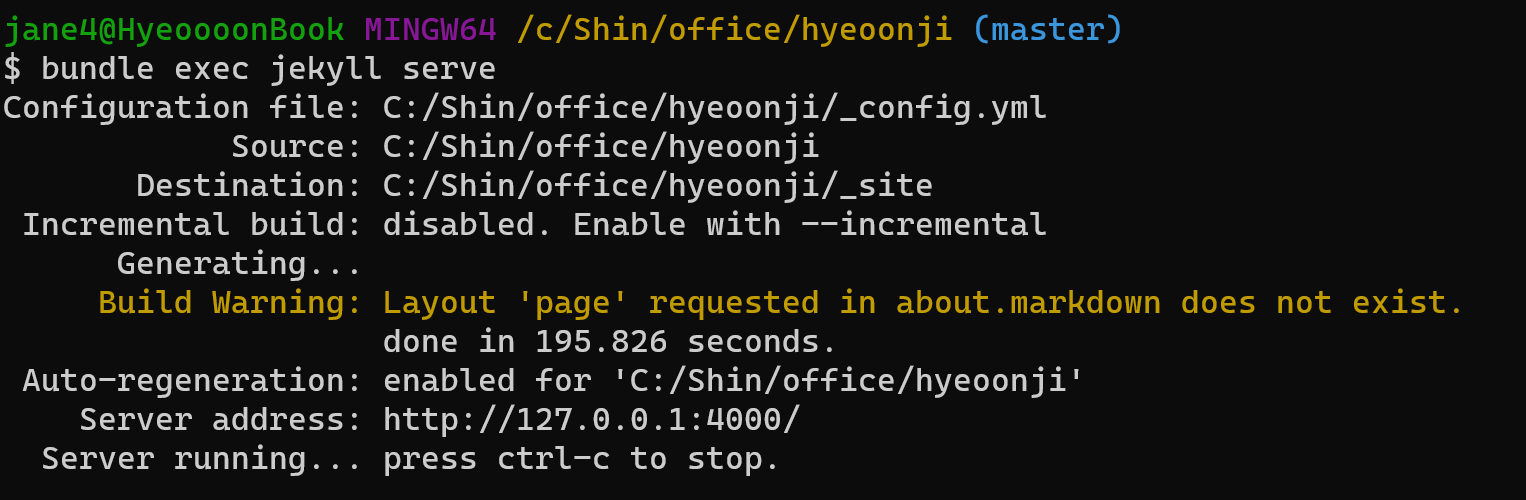 jane4@HyeoooonBook MINGW64 /c/Shin/office/hyeoonji (master)
$ bundle exec jekyll serve
Configuration file: C:/Shin/office/hyeoonji/_config.yml
Source: C:/Shin/office/hyeoonji
Destination: C:/Shin/office/hyeoonji/_site
Incremental build: disabled. Enable with --incremental
Generating...
Build Warning: Layout 'page' requested in about.markdown does not exist.
done in 195.826 seconds.
Auto-regeneration: enabled for 'C:/Shin/office/hyeoonji'
Server address: http://127.0.0.1:4000/
Server running... press ctrl-c to stop.